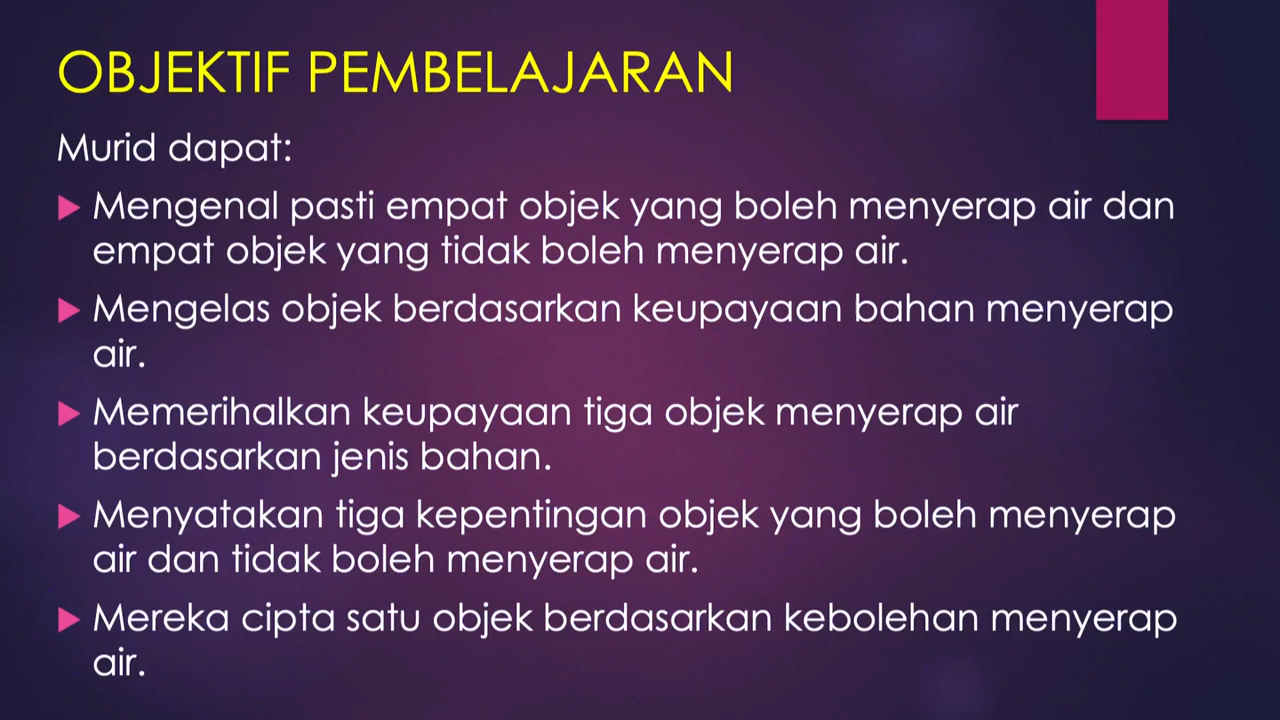 OBJEKTIF PEMBELAJARAN
Murid dapat:
Mengenal pasti empat objek yang boleh menyerap air dan
empat objek yang tidak boleh menyerap air.
Mengelas objek berdasarkan keupayaan bahan menyerap
air.
Memerihalkan keupayaan tiga objek menyerap air
berdasarkan jenis bahan.
Menyatakan tiga kepentingan objek yang boleh menyerap
air dan tidak boleh menyerap air.
Mereka cipta satu objek berdasarkan kebolehan menyerap
air.